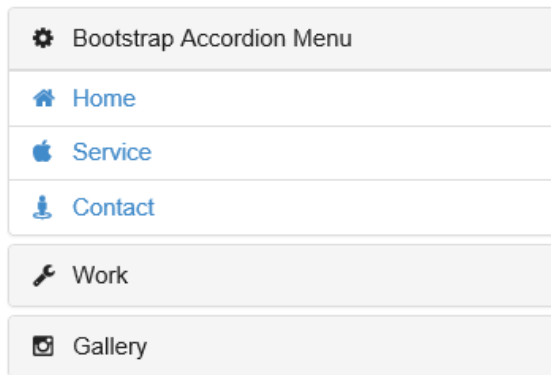 Bootstrap Accordion Menu
Home
Service
Contact
Work
Gallery